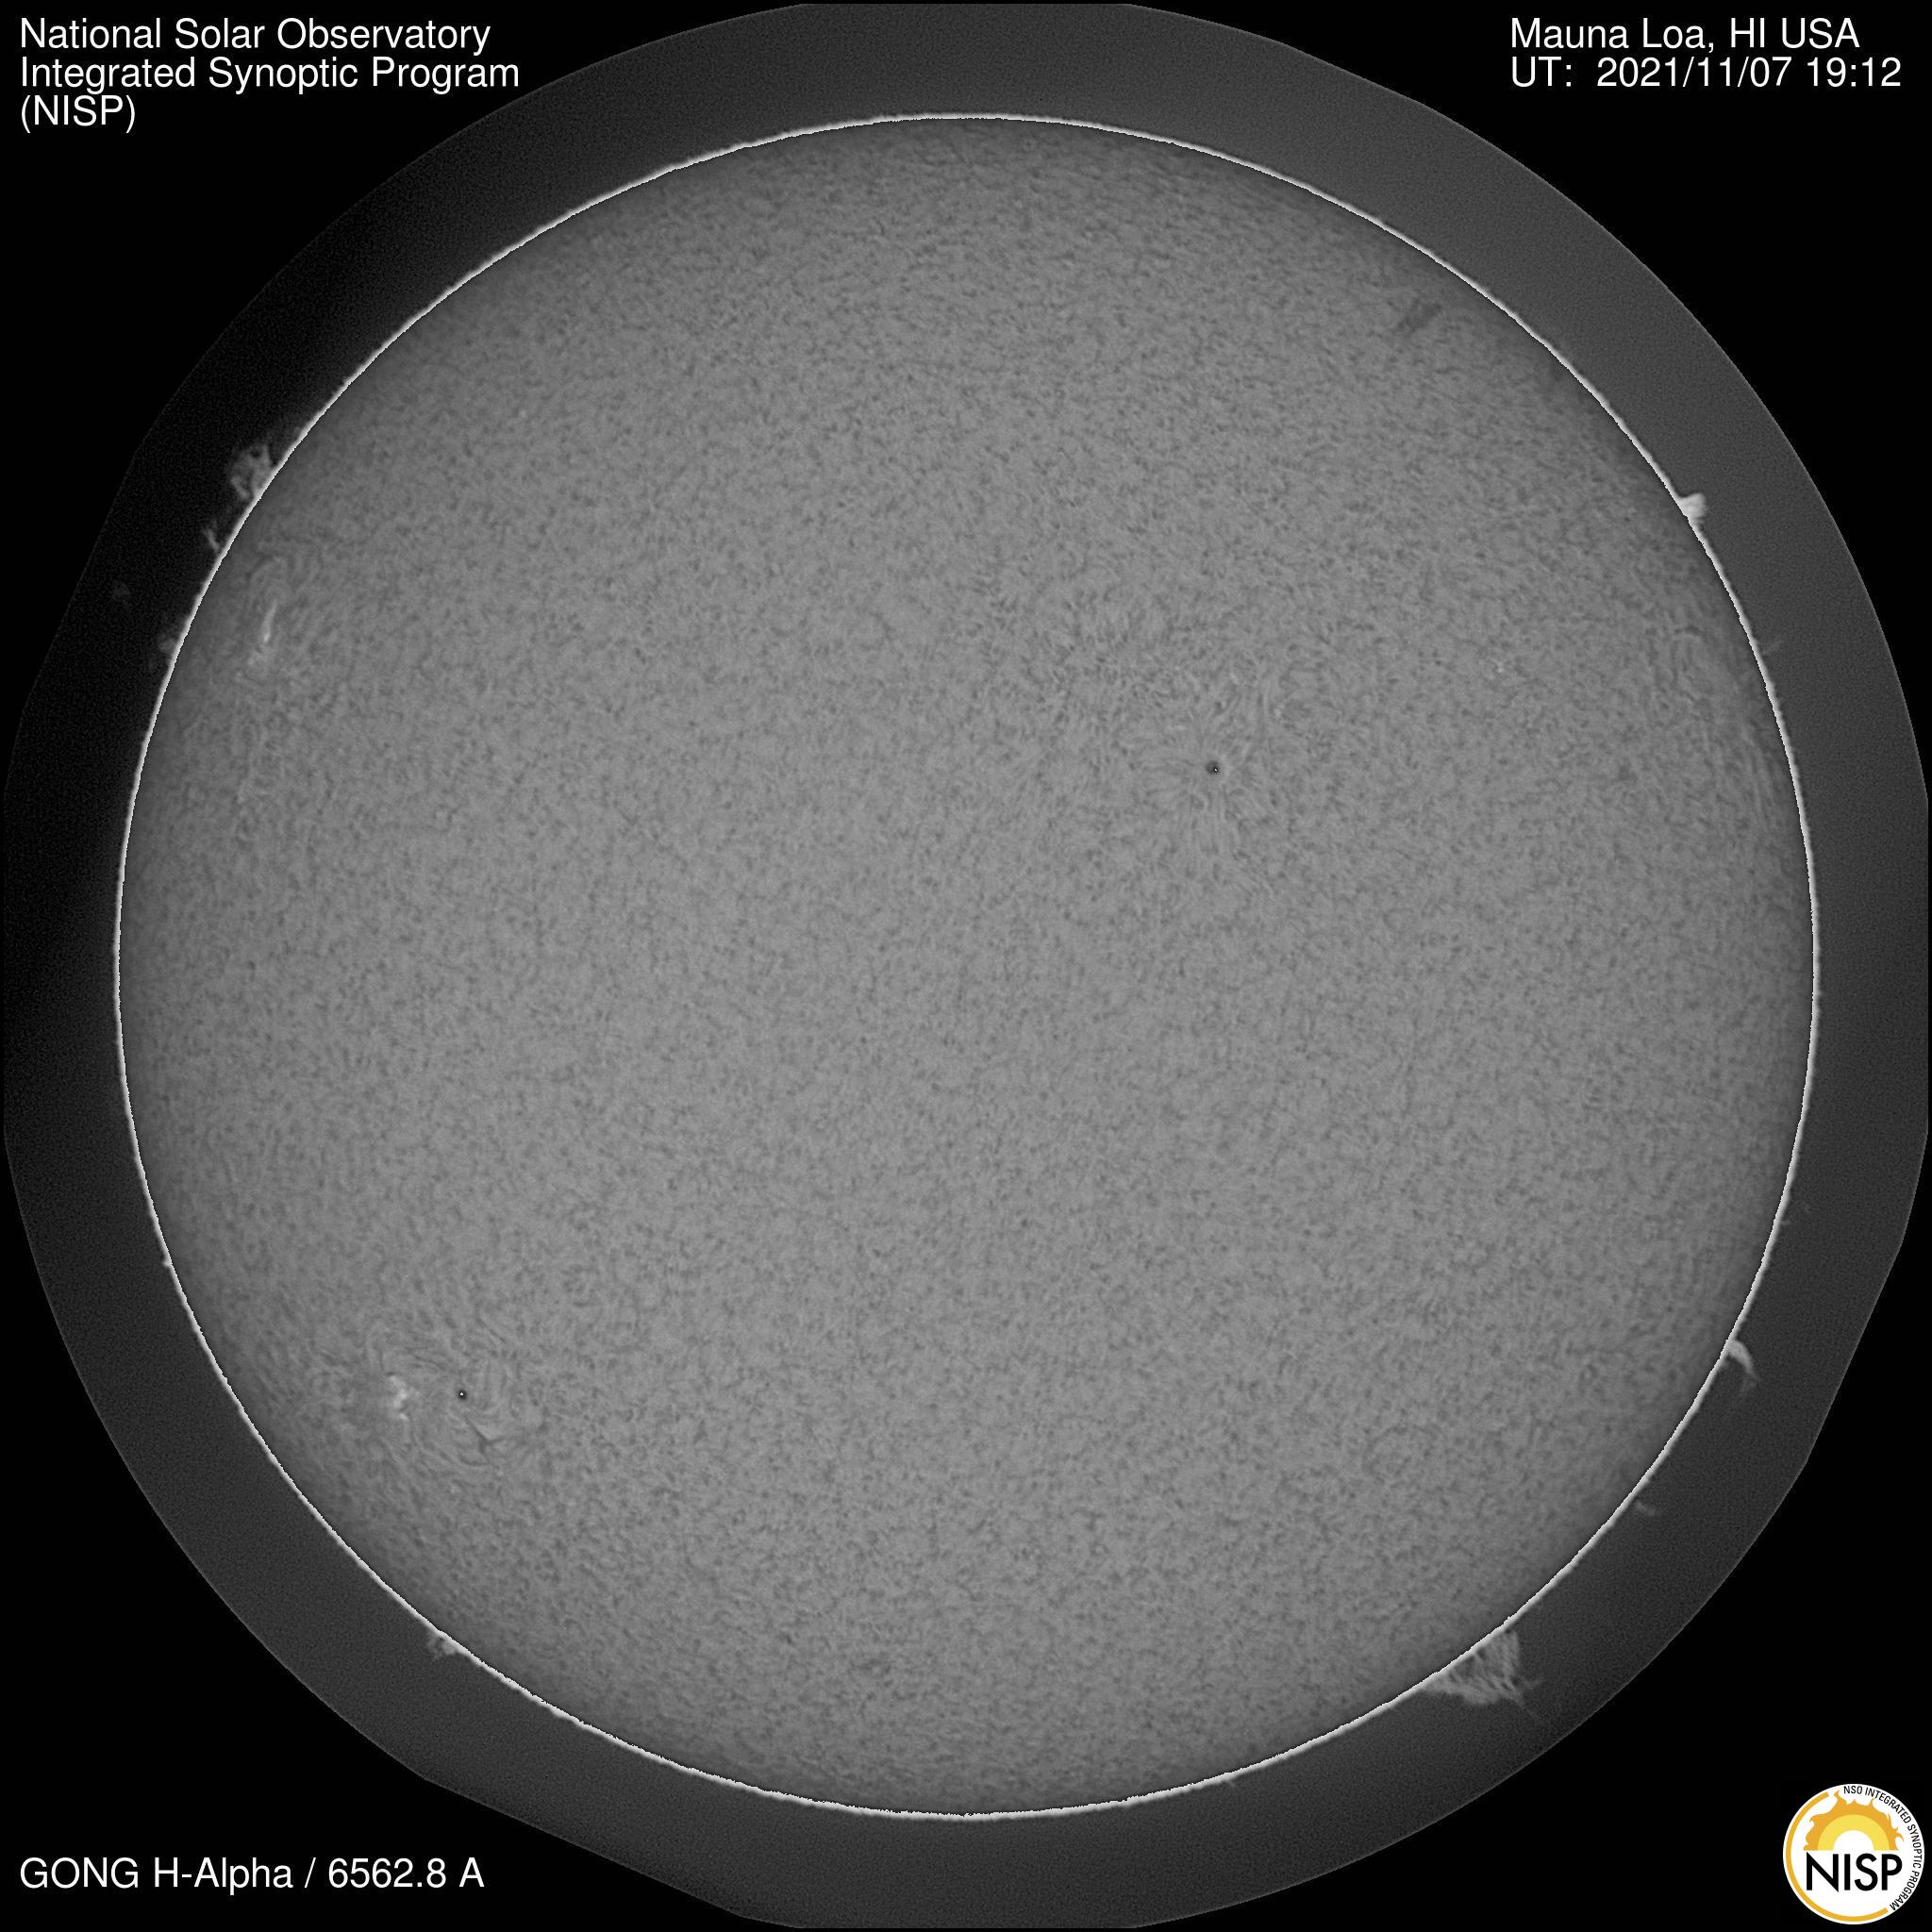 National Solar Observatory
Integrated Synoptic Program
(NISP)
Mauna Loa, HI USA
UT: 2021/11/07 19:12
GONG H-Alpha / 6562.8 A
NSO INTEGRATED SYNOPTIC PROGRAM
NISP